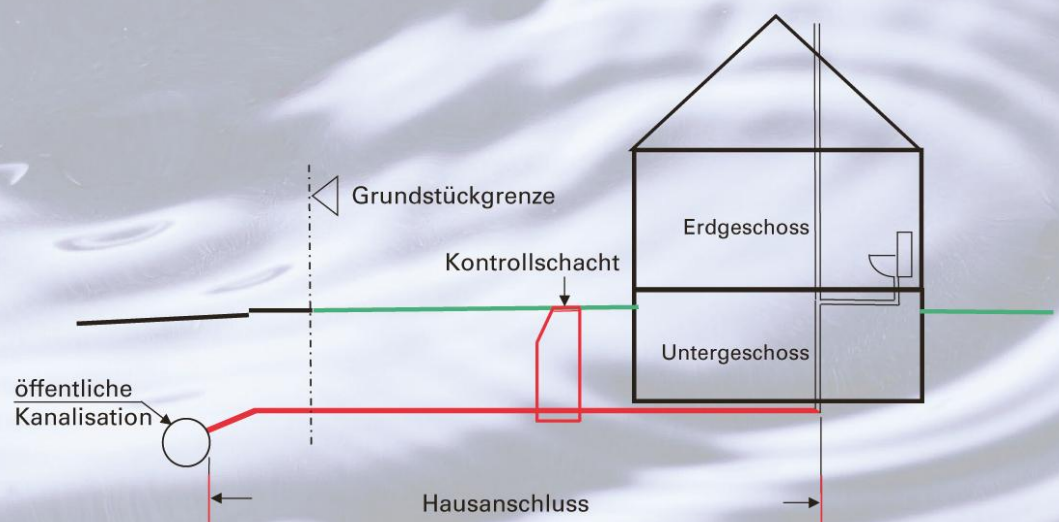 Grundstückgrenze
Kontrollschacht
Erdgeschoss
Untergeschoss
öffentliche
Kanalisation
Hausanschluss